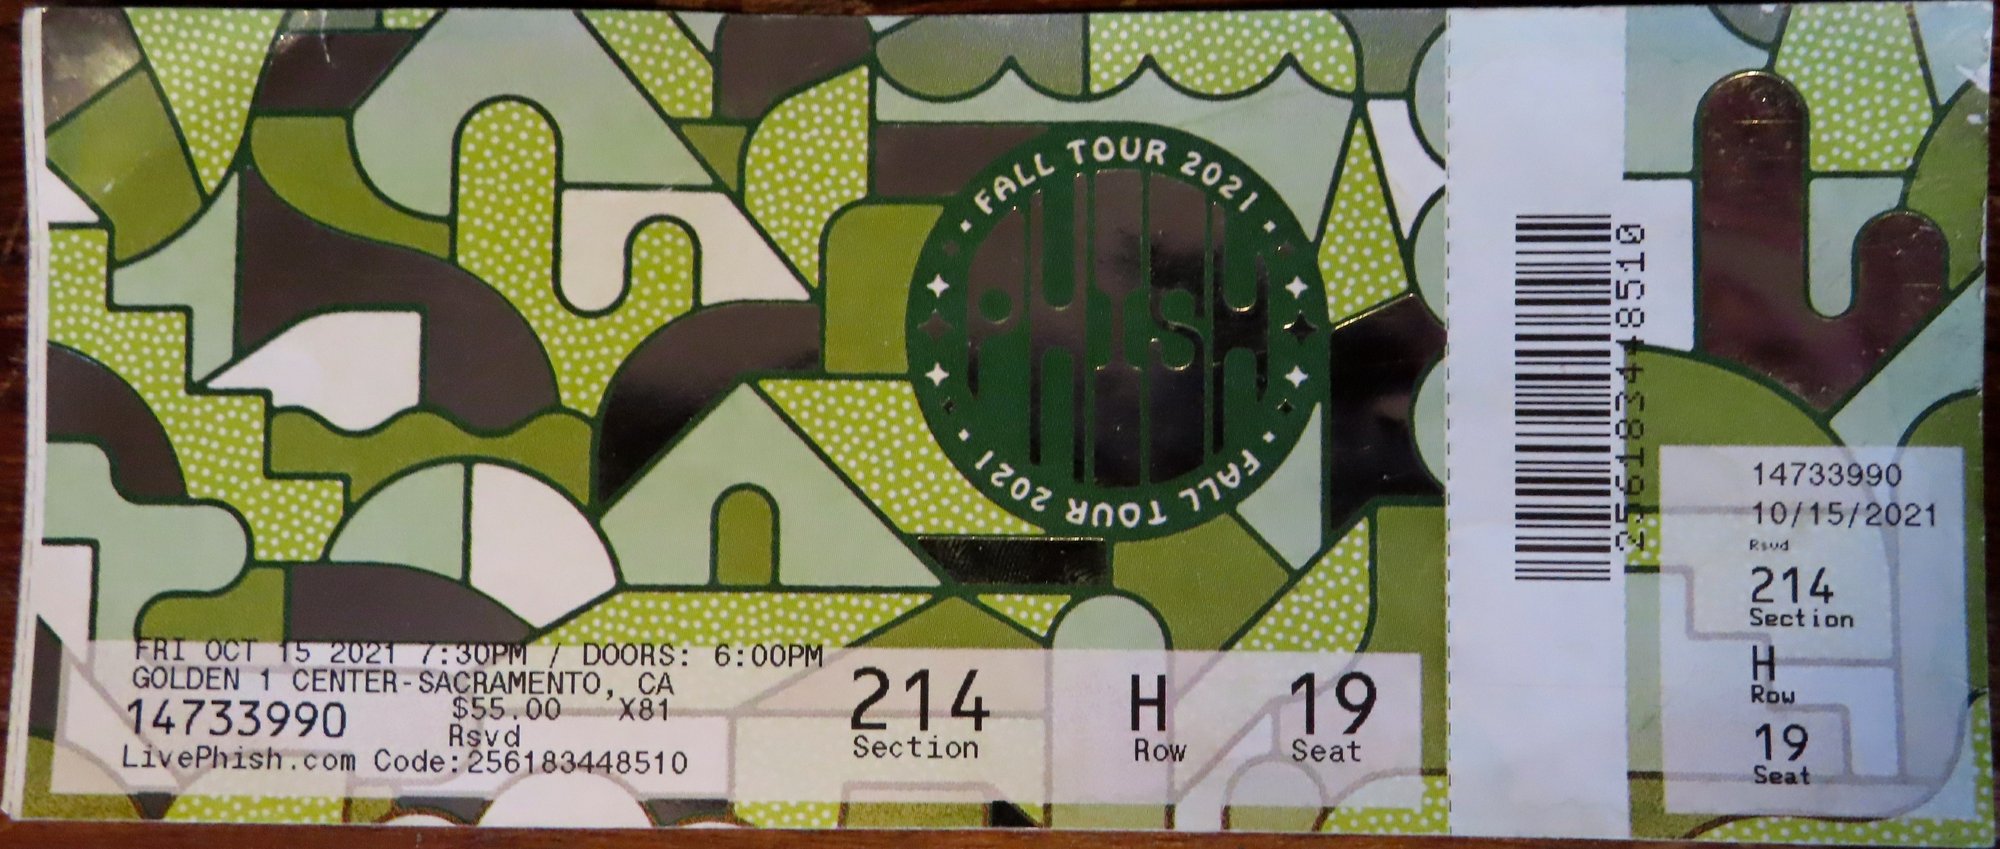 FALL TOUR 2021
PHISH
FALL TOUR 2021
FRI OCT 15 2021 7:30PM / DOORS: 6:00PM
GOLDEN 1 CENTER-SACRAMENTO, CA
14733990 $55.00 X81
Rsvd
LivePhish.com Code:256183448510
214 H 19
Section Row Seat
256183448510
14733990
10/15/2021
Rsvd
214
Section
H
Row
19
Seat